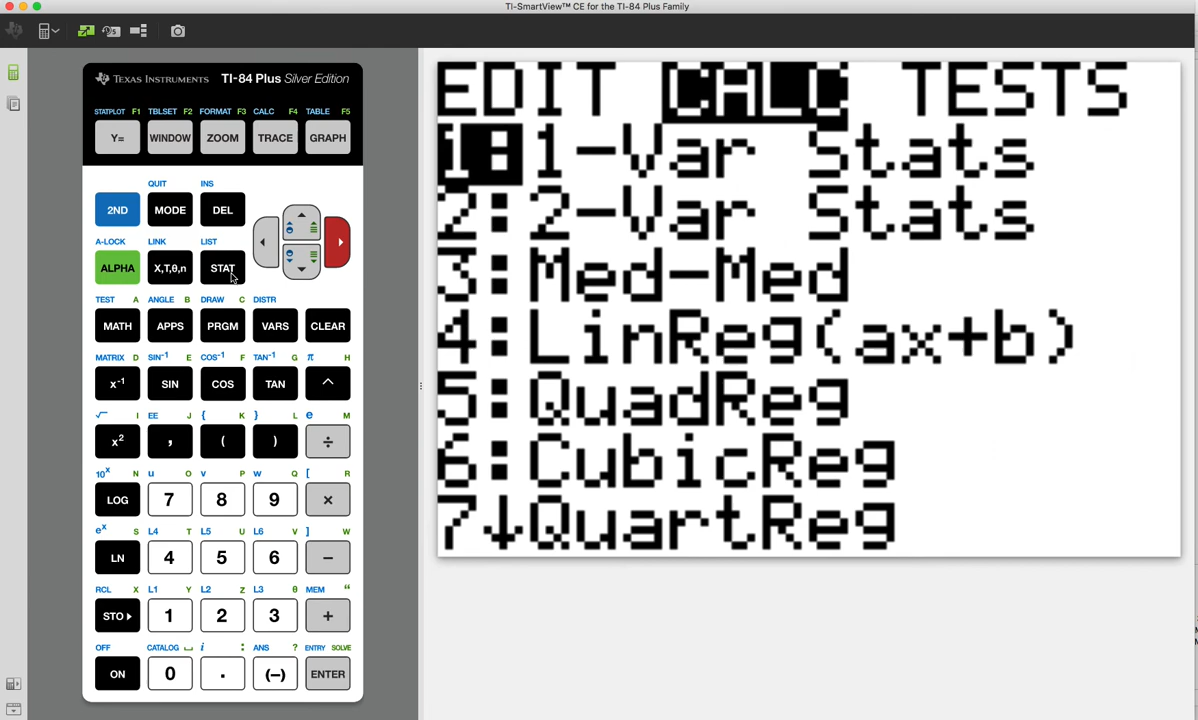 TI-SmartView™ CE for the TI-84 Plus Family
TEXAS INSTRUMENTS TI-84 Plus Silver Edition
STATPLOT F1 TBLSET F2 FORMAT F3 CALC F4 TABLE F5
Y= WINDOW ZOOM TRACE GRAPH
QUIT INS
2ND MODE DEL
A-LOCK LINK LIST
ALPHA X,T,θ,n STAT
TEST A ANGLE B DRAW C DISTR
MATH APPS PRGM VARS CLEAR
MATRIX D SIN⁻¹ E COS⁻¹ F TAN⁻¹ G π H
x⁻¹ SIN COS TAN ^
√ I EE J { K } L e M
x² , ( ) ÷
10ˣ N u O v P w Q [ R
LOG 7 8 9 ×
eˣ S L4 T L5 U L6 V ] W
LN 4 5 6 −
RCL X L1 Y L2 Z L3 θ MEM “
STO▸ 1 2 3 +
OFF CATALOG ⎵ i : ANS ? ENTRY SOLVE
ON 0 . (−) ENTER
EDIT CALC TESTS
1:1-Var Stats
2:2-Var Stats
3:Med-Med
4:LinReg(ax+b)
5:QuadReg
6:CubicReg
7↓QuartReg